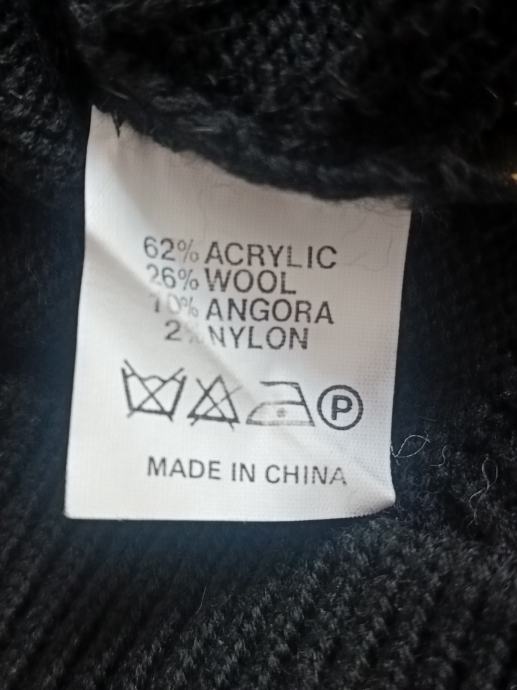 62% ACRYLIC
26% WOOL
10% ANGORA
2% NYLON
P
MADE IN CHINA